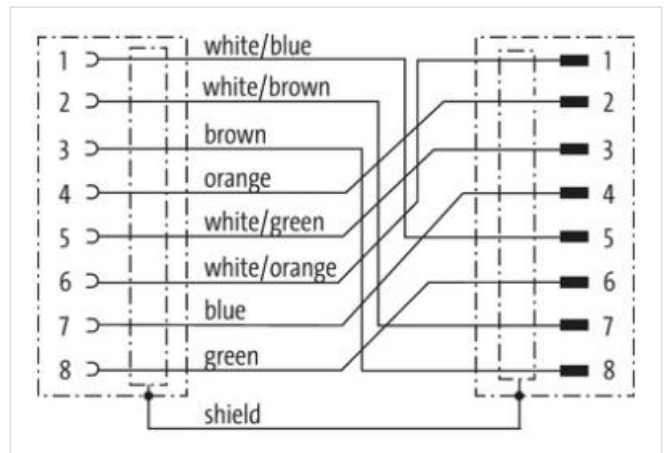 1 white/blue 1
2 white/brown 2
3 brown 3
4 orange 4
5 white/green 5
6 white/orange 6
7 blue 7
8 green 8
shield